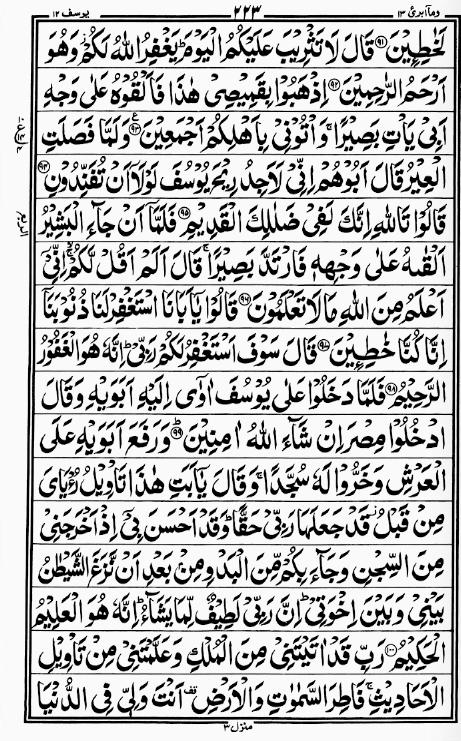 وما ابرئ ١٣ ٢٢٣ يوسف ١٢
لَخٰطِـِٕيْنَ ﴿٩١﴾ قَالَ لَا تَثْرِيْبَ عَلَيْكُمُ الْيَوْمَ ؕ يَغْفِرُ اللّٰهُ لَكُمْ ۫ وَهُوَ
اَرْحَمُ الرّٰحِمِيْنَ ﴿٩٢﴾ اِذْهَبُوْا بِقَمِيْصِيْ هٰذَا فَاَلْقُوْهُ عَلٰى وَجْهِ
اَبِيْ يَاْتِ بَصِيْرًا ۚ وَاْتُوْنِيْ بِاَهْلِكُمْ اَجْمَعِيْنَ ﴿٩٣﴾ وَلَمَّا فَصَلَتِ
الْعِيْرُ قَالَ اَبُوْهُمْ اِنِّيْ لَاَجِدُ رِيْحَ يُوْسُفَ لَوْلَاۤ اَنْ تُفَنِّدُوْنِ ﴿٩٤﴾
قَالُوْا تَاللّٰهِ اِنَّكَ لَفِيْ ضَلٰلِكَ الْقَدِيْمِ ﴿٩٥﴾ فَلَمَّاۤ اَنْ جَآءَ الْبَشِيْرُ
اَلْقٰىهُ عَلٰى وَجْهِهٖ فَارْتَدَّ بَصِيْرًا ۚ قَالَ اَلَمْ اَقُلْ لَّكُمْ ۙ اِنِّيْۤ
اَعْلَمُ مِنَ اللّٰهِ مَا لَا تَعْلَمُوْنَ ﴿٩٦﴾ قَالُوْا يٰۤاَبَانَا اسْتَغْفِرْ لَنَا ذُنُوْبَنَاۤ
اِنَّا كُنَّا خٰطِـِٕيْنَ ﴿٩٧﴾ قَالَ سَوْفَ اَسْتَغْفِرُ لَكُمْ رَبِّيْ ؕ اِنَّهٗ هُوَ الْغَفُوْرُ
الرَّحِيْمُ ﴿٩٨﴾ فَلَمَّا دَخَلُوْا عَلٰى يُوْسُفَ اٰوٰۤى اِلَيْهِ اَبَوَيْهِ وَقَالَ
ادْخُلُوْا مِصْرَ اِنْ شَآءَ اللّٰهُ اٰمِنِيْنَ ﴿٩٩﴾ وَرَفَعَ اَبَوَيْهِ عَلَى
الْعَرْشِ وَخَرُّوْا لَهٗ سُجَّدًا ۚ وَقَالَ يٰۤاَبَتِ هٰذَا تَاْوِيْلُ رُءْيَايَ
مِنْ قَبْلُ ۫ قَدْ جَعَلَهَا رَبِّيْ حَقًّا ؕ وَقَدْ اَحْسَنَ بِيْۤ اِذْ اَخْرَجَنِيْ
مِنَ السِّجْنِ وَجَآءَ بِكُمْ مِّنَ الْبَدْوِ مِنْۢ بَعْدِ اَنْ نَّزَغَ الشَّيْطٰنُ
بَيْنِيْ وَبَيْنَ اِخْوَتِيْ ؕ اِنَّ رَبِّيْ لَطِيْفٌ لِّمَا يَشَآءُ ؕ اِنَّهٗ هُوَ الْعَلِيْمُ
الْحَكِيْمُ ﴿١٠٠﴾ رَبِّ قَدْ اٰتَيْتَنِيْ مِنَ الْمُلْكِ وَعَلَّمْتَنِيْ مِنْ تَاْوِيْلِ
الْاَحَادِيْثِ ۚ فَاطِرَ السَّمٰوٰتِ وَالْاَرْضِ ۫ اَنْتَ وَلِيّٖ فِي الدُّنْيَا
منزل ٣
الربع